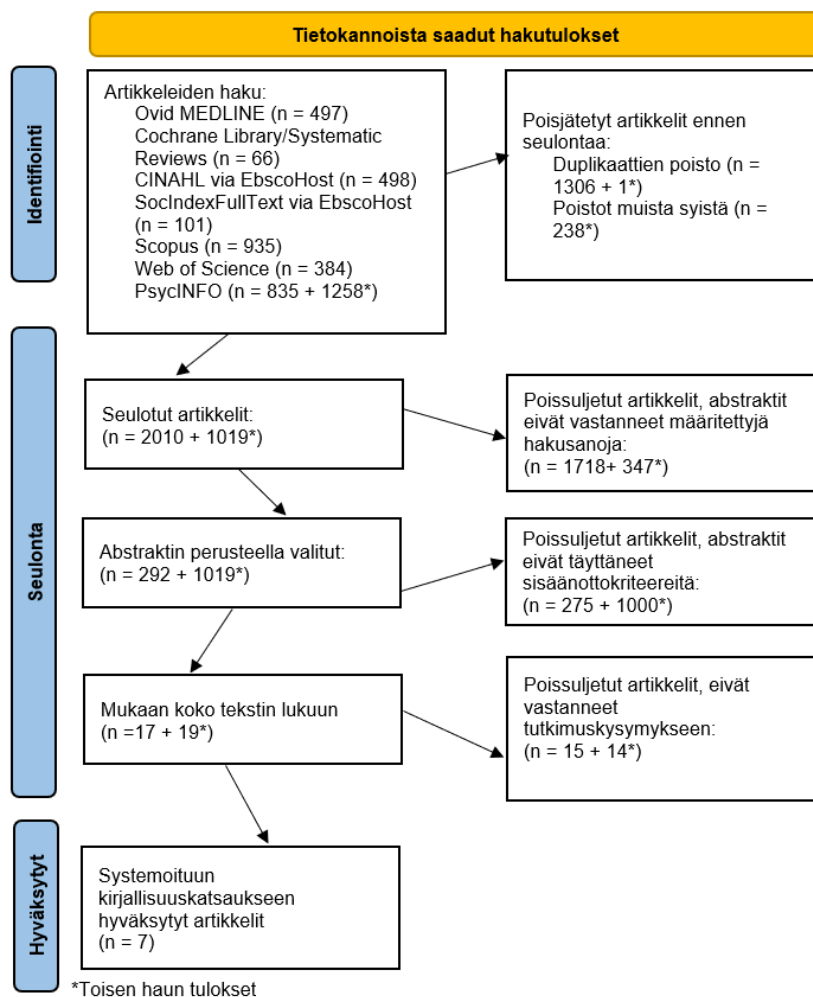 Tietokannoista saadut hakutulokset
Identifiointi
Artikkeleiden haku:
Ovid MEDLINE (n = 497)
Cochrane Library/Systematic
Reviews (n = 66)
CINAHL via EbscoHost (n = 498)
SocIndexFullText via EbscoHost
(n = 101)
Scopus (n = 935)
Web of Science (n = 384)
PsycINFO (n = 835 + 1258*)
Poisjätetyt artikkelit ennen
seulontaa:
Duplikaattien poisto (n =
1306 + 1*)
Poistot muista syistä (n =
238*)
Seulonta
Seulotut artikkelit:
(n = 2010 + 1019*)
Poissuljetut artikkelit, abstraktit
eivät vastanneet määritettyjä
hakusanoja:
(n = 1718+ 347*)
Abstraktin perusteella valitut:
(n = 292 + 1019*)
Poissuljetut artikkelit, abstraktit
eivät täyttäneet
sisäänottokriteereitä:
(n = 275 + 1000*)
Mukaan koko tekstin lukuun
(n =17 + 19*)
Poissuljetut artikkelit, eivät
vastanneet
tutkimuskysymykseen:
(n = 15 + 14*)
Hyväksytyt
Systemoituun
kirjallisuuskatsaukseen
hyväksytyt artikkelit
(n = 7)
*Toisen haun tulokset